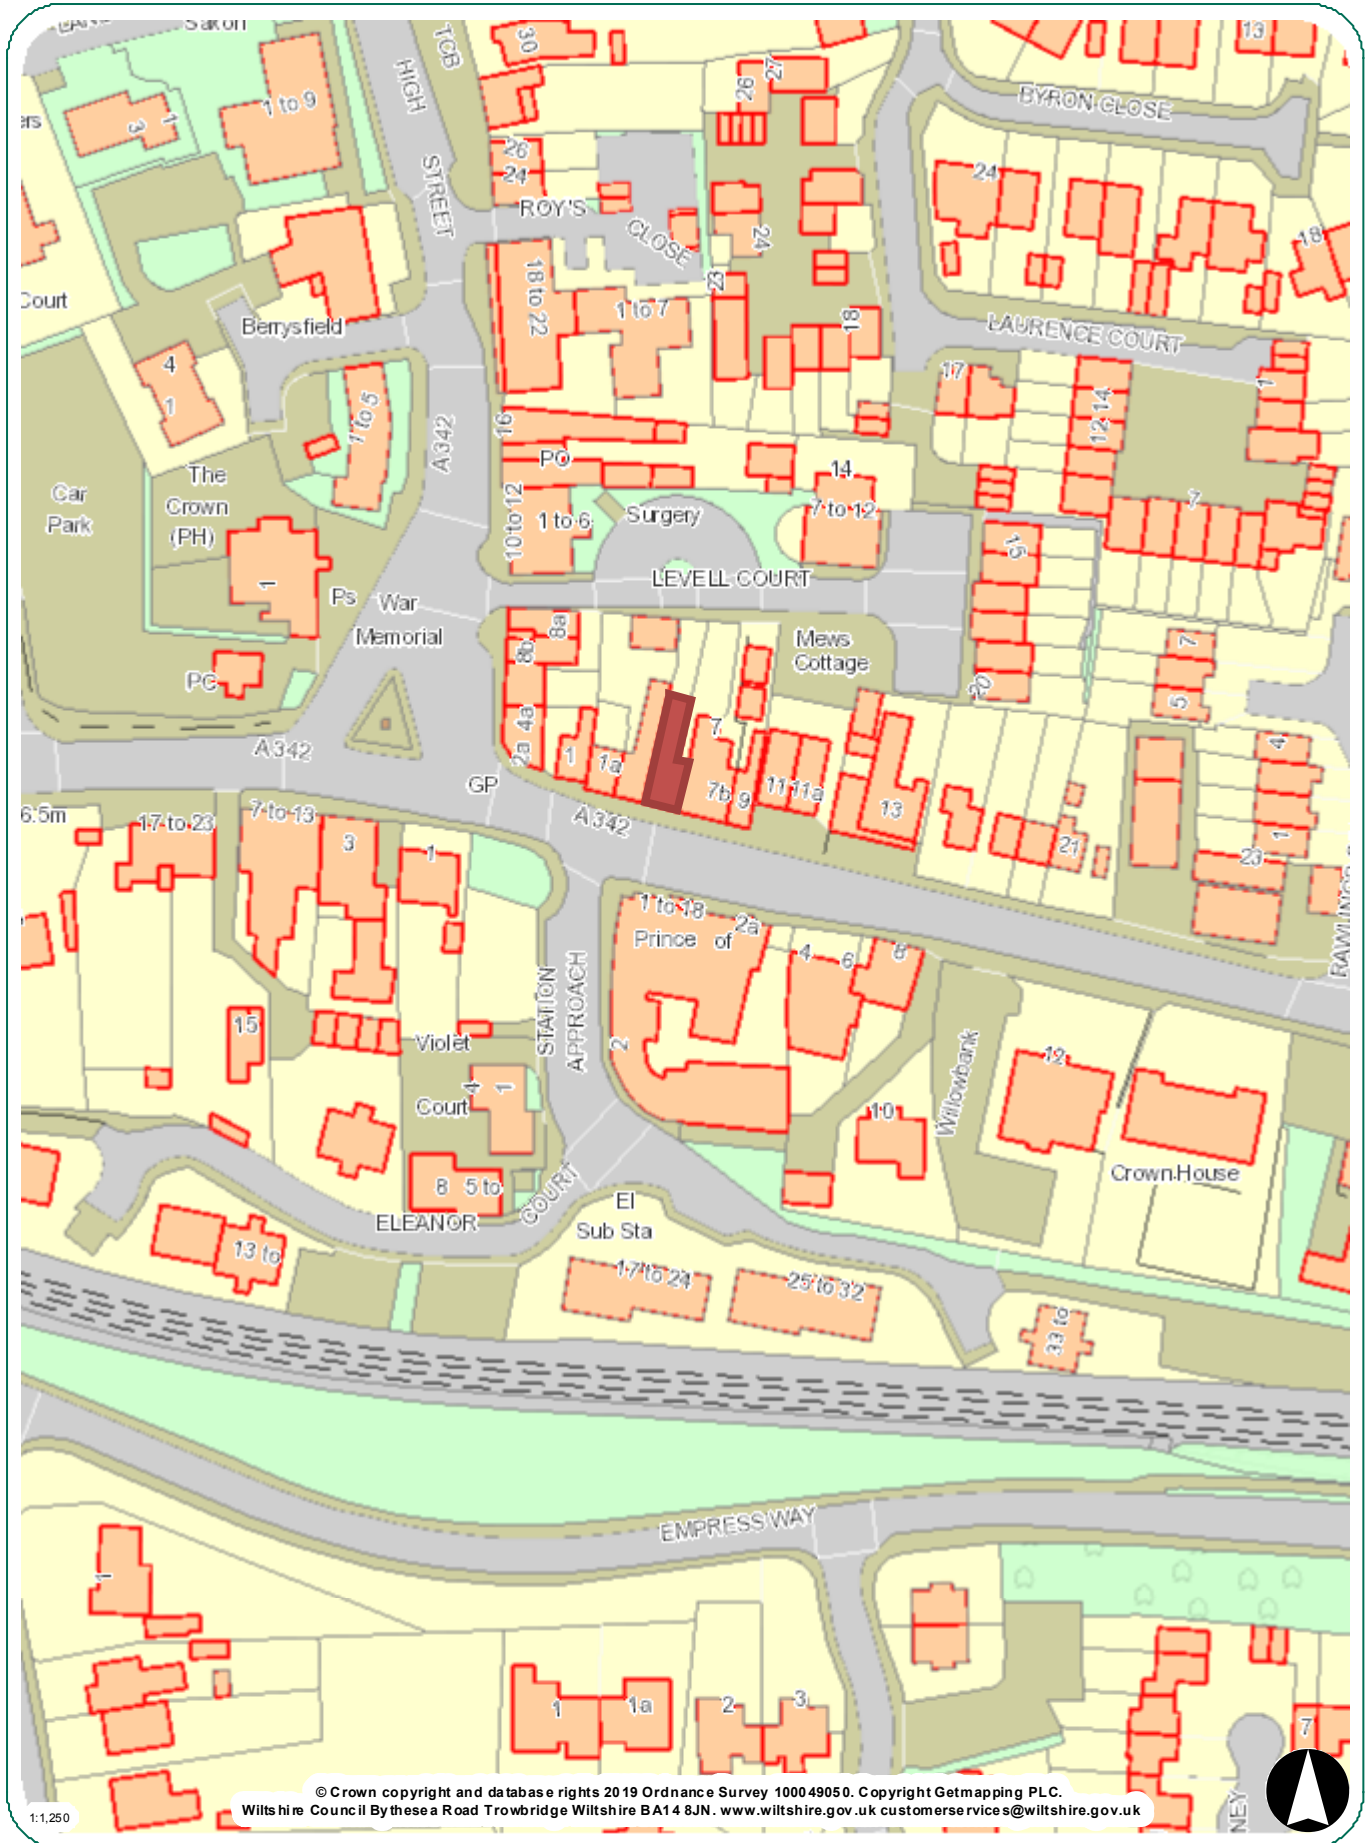 Saxon
30
TCB
HIGH
STREET
27
26
13
BYRON CLOSE
1 to 9
3
1
ers
26
24
ROY'S
CLOSE
24
24
18
Court
Berrysfield
18 to 22
1 to 7
23
18
LAURENCE COURT
4
1
1 to 5
A342
16
17
12 14
1
PO
14
7
The
Crown
(PH)
Car
Park
10 to 12
1 to 6
Surgery
7 to 12
15
1
Ps
War
Memorial
LEVELL COURT
8a
8b
Mews
Cottage
7
5
20
PC
A342
2a 4a
1
1a
7
7b
9
11
11a
13
4
1
GP
A342
6.5m
17 to 23
7 to 13
3
1
21
23
1 to 18
2a
Prince of
4
6
8
STATION
APPROACH
2
15
Violet
Court
4
1
10
Willowbank
12
Crown House
8 5 to
ELEANOR
COURT
El
Sub Sta
13 to
17 to 24
25 to 32
33 to
EMPRESS WAY
1
1
1a
2
3
7
NEY
© Crown copyright and database rights 2019 Ordnance Survey 100049050. Copyright Getmapping PLC.
Wiltshire Council Bythesea Road Trowbridge Wiltshire BA14 8JN. www.wiltshire.gov.uk customerservices@wiltshire.gov.uk
1:1,250